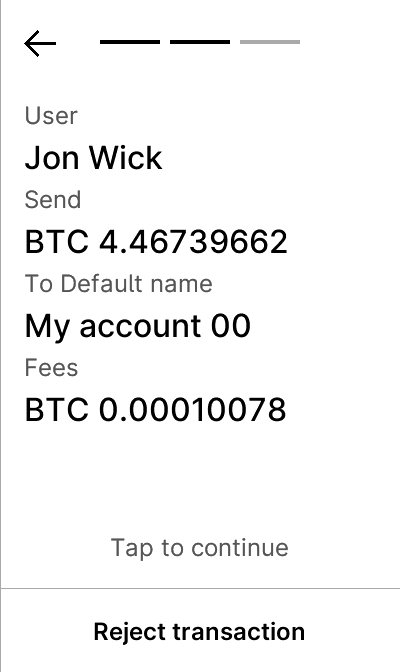 User
Jon Wick
Send
BTC 4.46739662
To Default name
My account 00
Fees
BTC 0.00010078
Tap to continue
Reject transaction